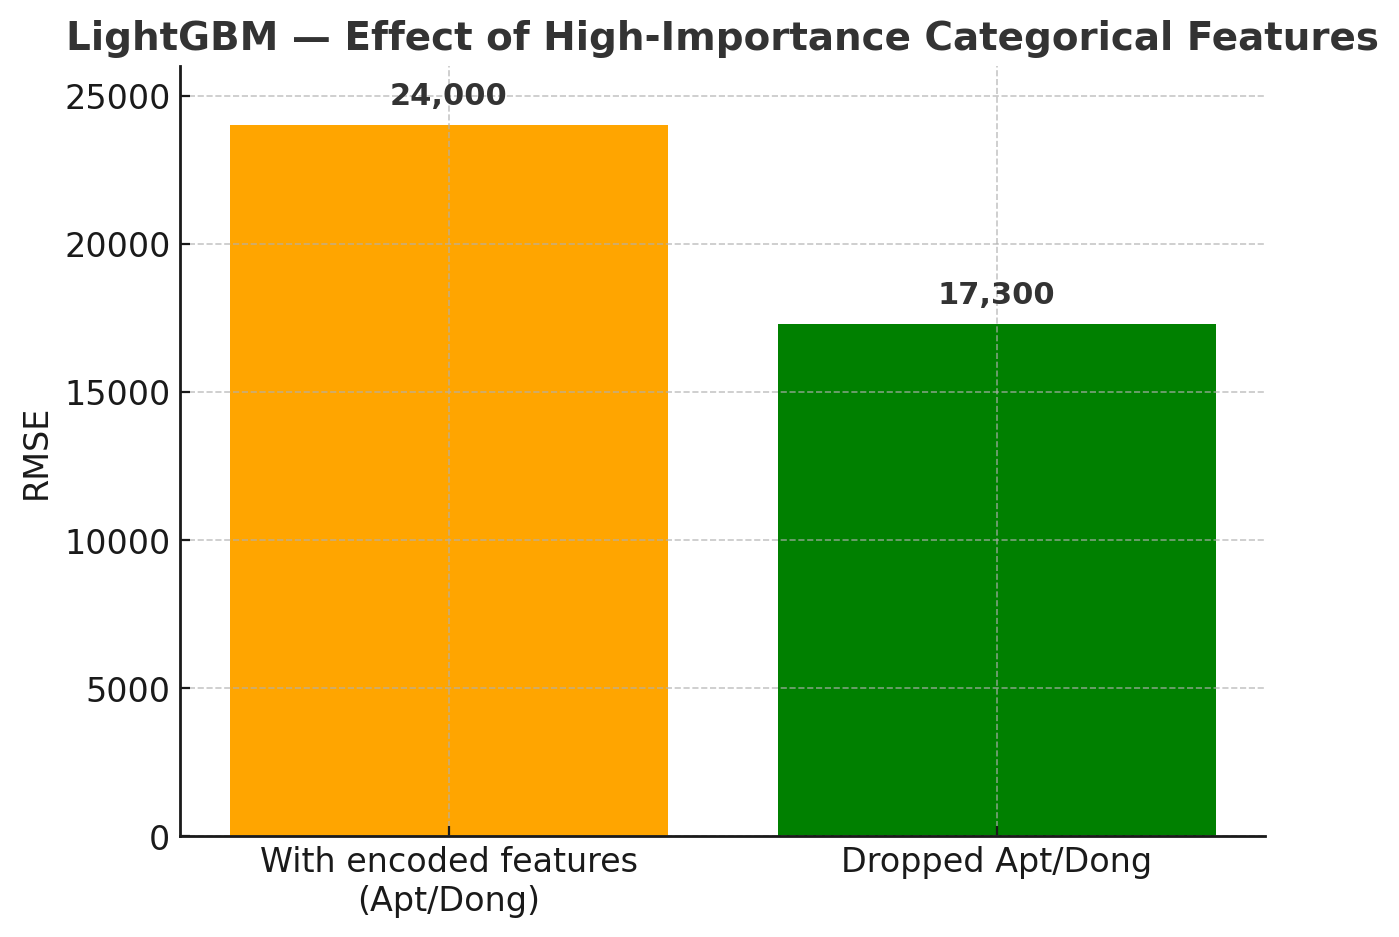 LightGBM — Effect of High-Importance Categorical Features
25000
24,000
20000
17,300
15000
10000
5000
0
RMSE
With encoded features
(Apt/Dong)
Dropped Apt/Dong